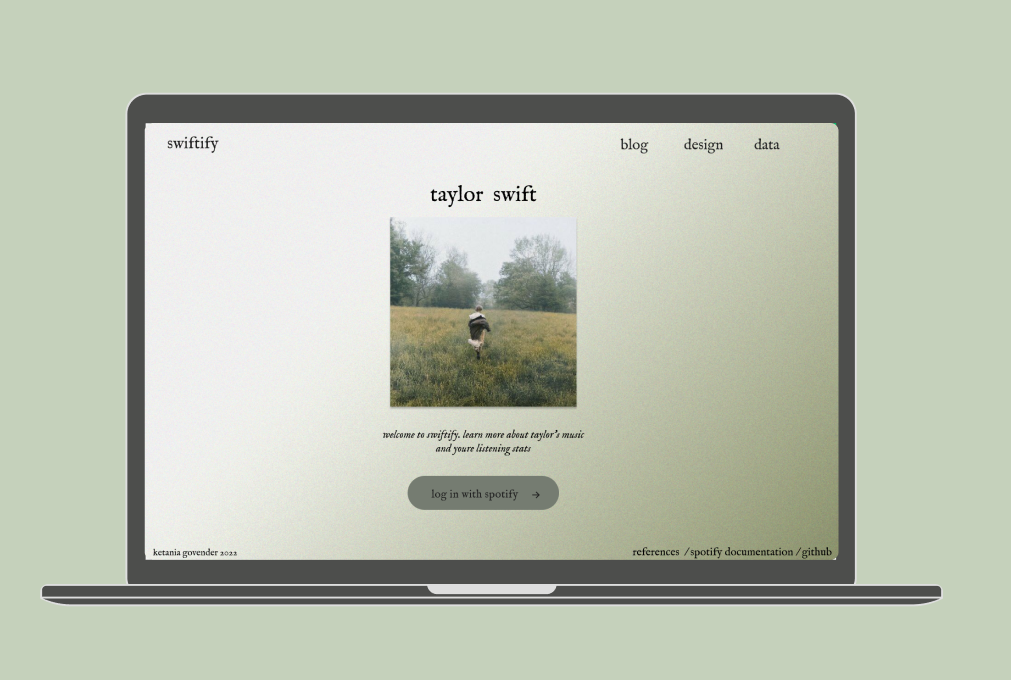 swiftify
blog design data
taylor swift
welcome to swiftify. learn more about taylor's music
and youre listening stats
log in with spotify →
ketania govender 2022
references /spotify documentation /github